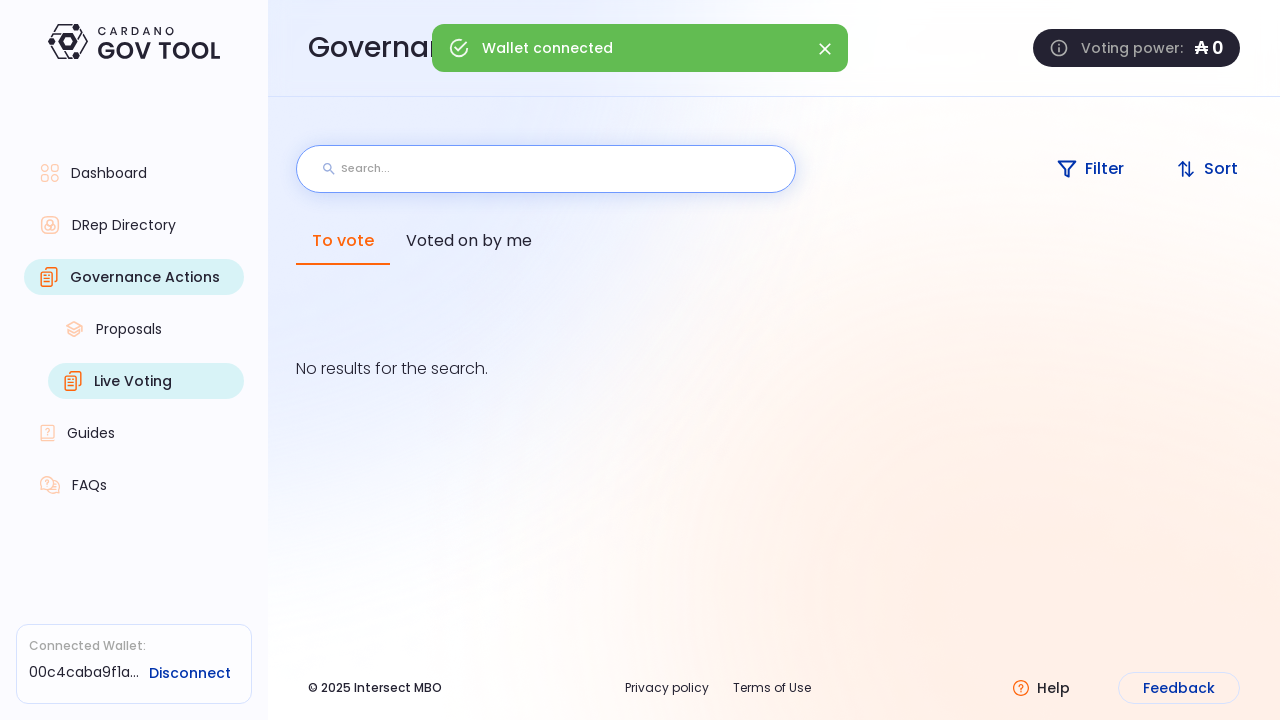 CARDANO
GOV TOOL
Dashboard
DRep Directory
Governance Actions
Proposals
Live Voting
Guides
FAQs
Connected Wallet:
00c4caba9f1a...
Disconnect
Wallet connected
Voting power: ₳ 0
Search...
Filter
Sort
To vote
Voted on by me
No results for the search.
© 2025 Intersect MBO
Privacy policy
Terms of Use
Help
Feedback